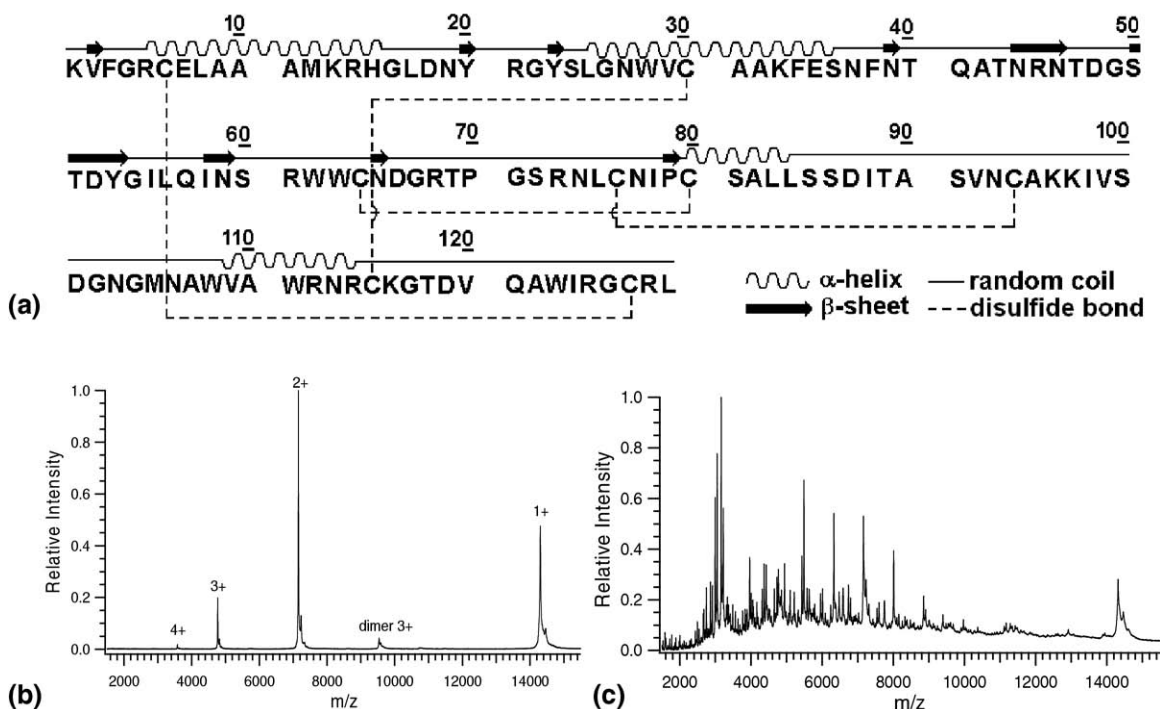 10 20 30 40 50
KVFGRCELAA AMKRHGLDNY RGYSLGNWVC AAKFESNFNT QATNRNTDGS
60 70 80 90 100
TDYGILQINS RWWCNDGRTP GSRNLCNIPC SALLSSDITA SVNCAKKIVS
110 120
DGNGMNAWVA WRNRCKGTDV QAWIRGCRL
α-helix random coil
β-sheet disulfide bond
(a)
1.0
0.8
0.6
0.4
0.2
0.0
Relative Intensity
4+ 3+ 2+ dimer 3+ 1+
2000 4000 6000 8000 10000 12000 14000
m/z
(b)
1.0
0.8
0.6
0.4
0.2
0.0
Relative Intensity
2000 4000 6000 8000 10000 12000 14000
m/z
(c)